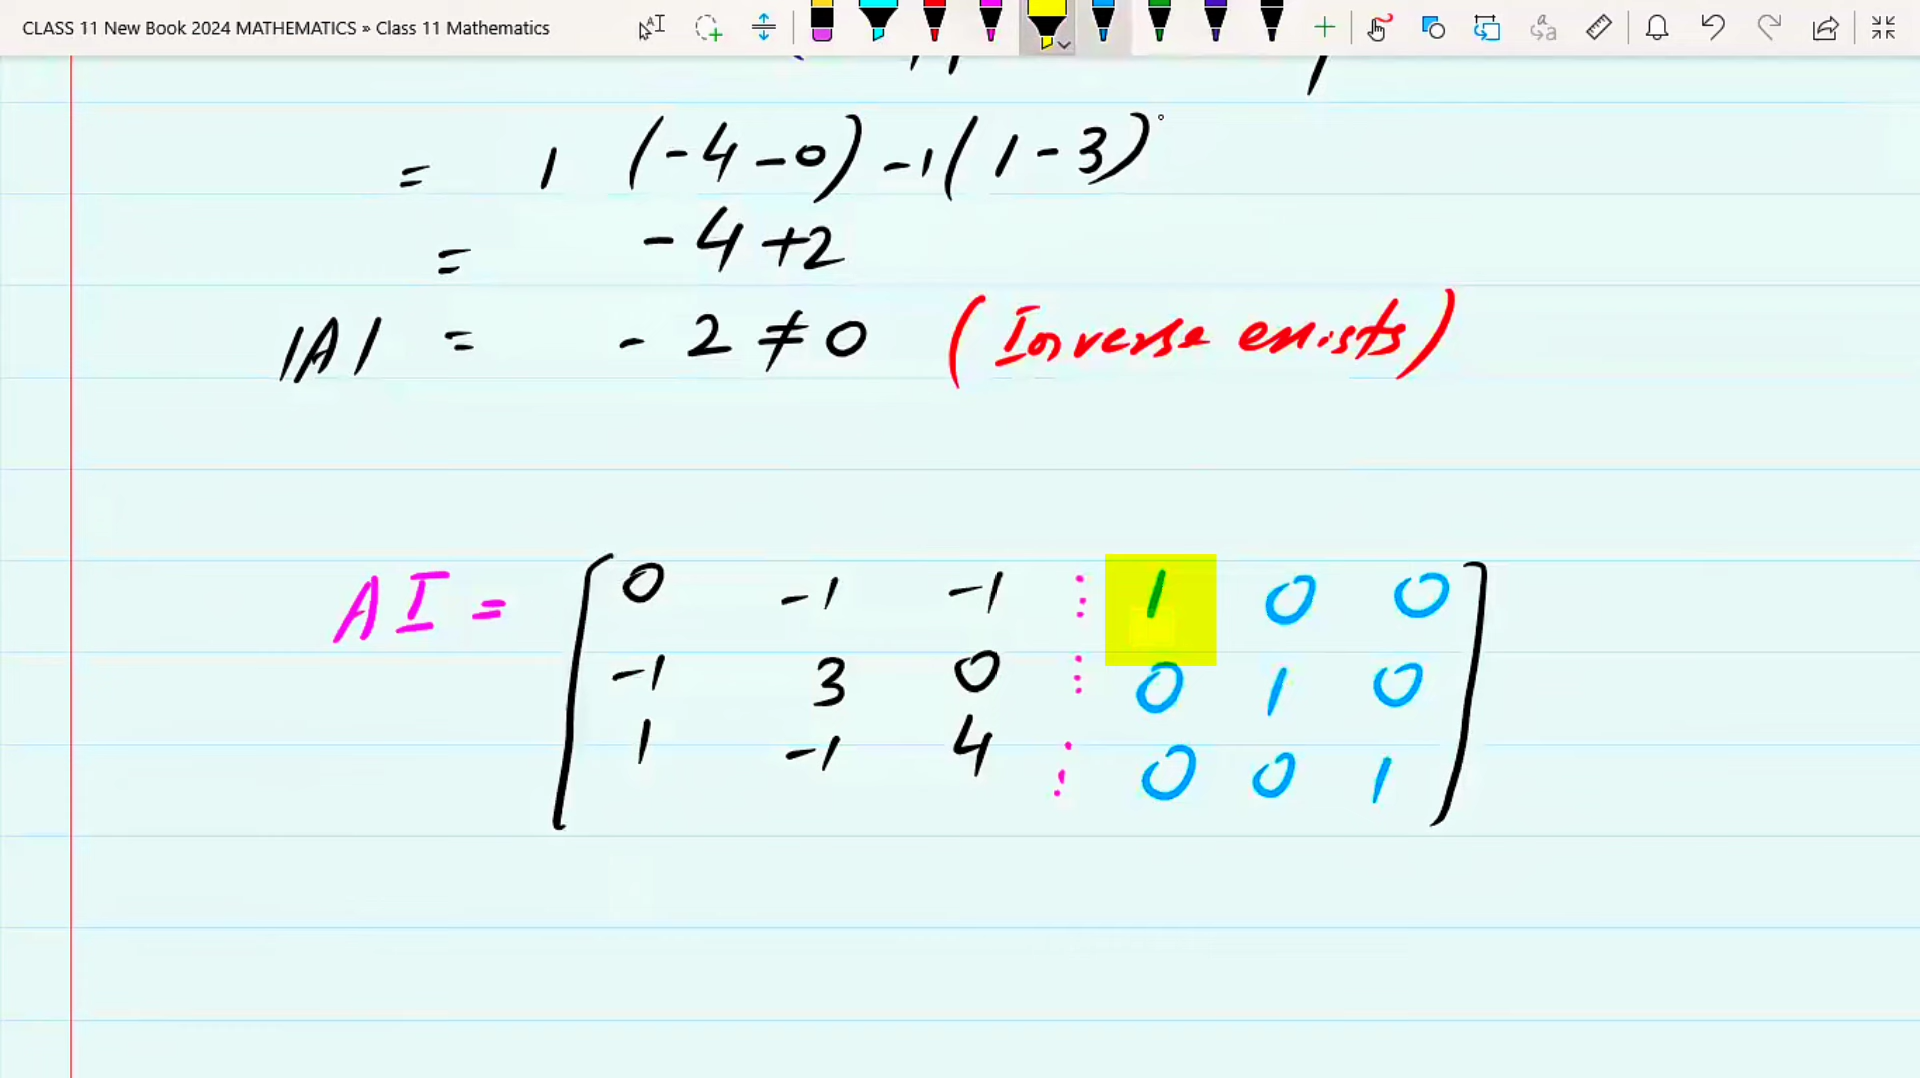 CLASS 11 New Book 2024 MATHEMATICS » Class 11 Mathematics
= 1 (-4-0) -1(1-3)
= -4+2
|A| = -2 ≠ 0 (Inverse exists)
AI = [ 0 -1 -1 ⋮ 1 0 0
-1 3 0 ⋮ 0 1 0
1 -1 4 ⋮ 0 0 1 ]